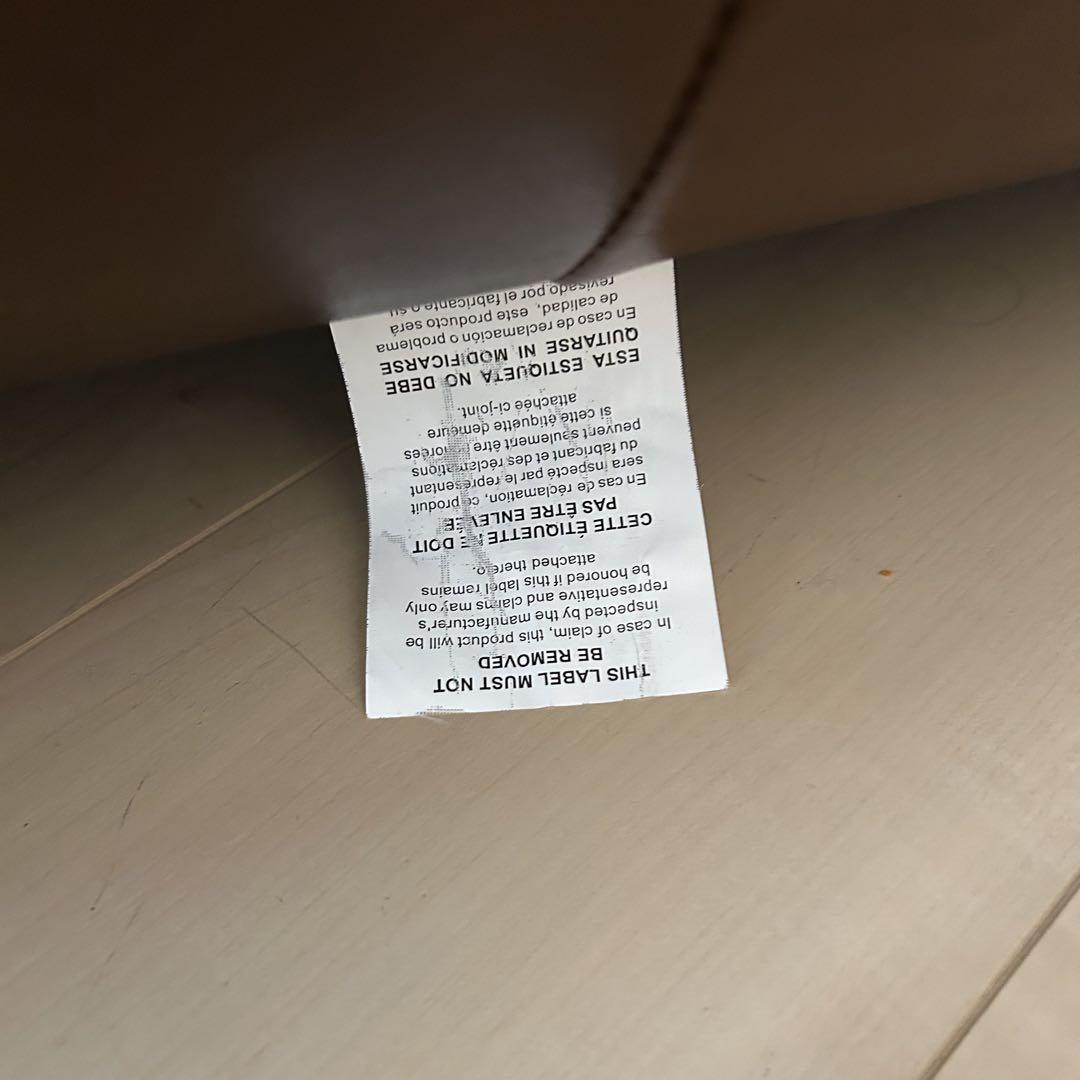 THIS LABEL MUST NOT
BE REMOVED
In case of claim, this product will be
inspected by the manufacturer's
representative and claims may only
be honored if this label remains
attached thereto.
CETTE ÉTIQUETTE NE DOIT
PAS ÊTRE ENLEVÉE
En cas de réclamation, ce produit
sera inspecté par le représentant
du fabricant et des réclamations
peuvent seulement être honorées
si cette étiquette demeure
attachée ci-joint.
ESTA ESTIQUETA NO DEBE
QUITARSE NI MODIFICARSE
En caso de reclamación o problema
de calidad, este producto será
revisado por el fabricante o su